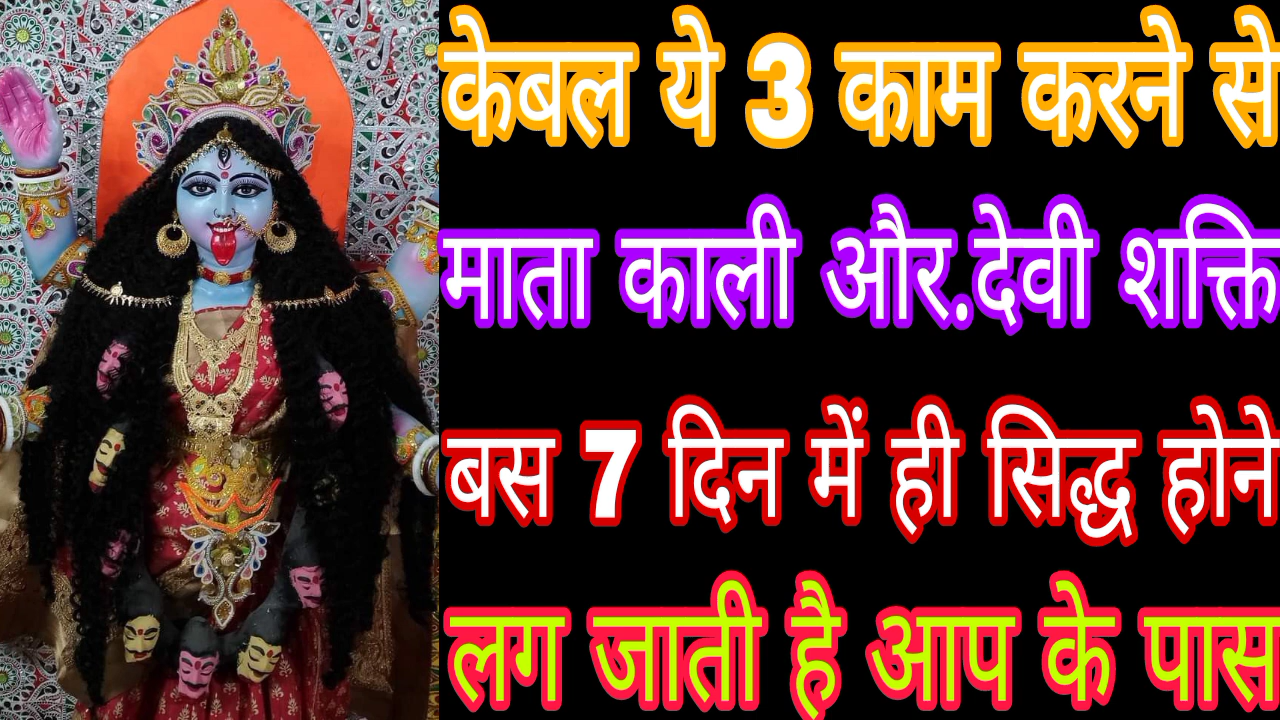 केबल ये 3 काम करने से
माता काली और.देवी शक्ति
बस 7 दिन में ही सिद्ध होने
लग जाती है आप के पास